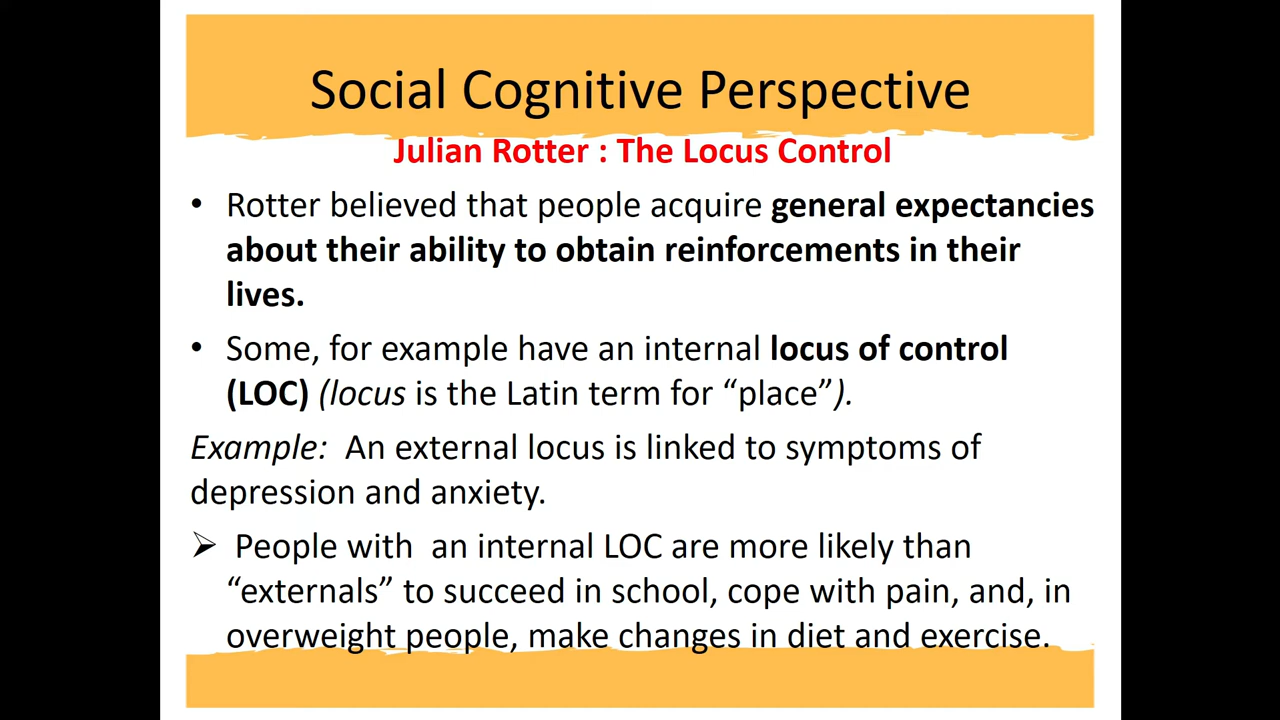 Social Cognitive Perspective
Julian Rotter : The Locus Control
• Rotter believed that people acquire general expectancies
about their ability to obtain reinforcements in their
lives.
• Some, for example have an internal locus of control
(LOC) (locus is the Latin term for “place”).
Example:  An external locus is linked to symptoms of
depression and anxiety.
➢ People with  an internal LOC are more likely than
“externals” to succeed in school, cope with pain, and, in
overweight people, make changes in diet and exercise.